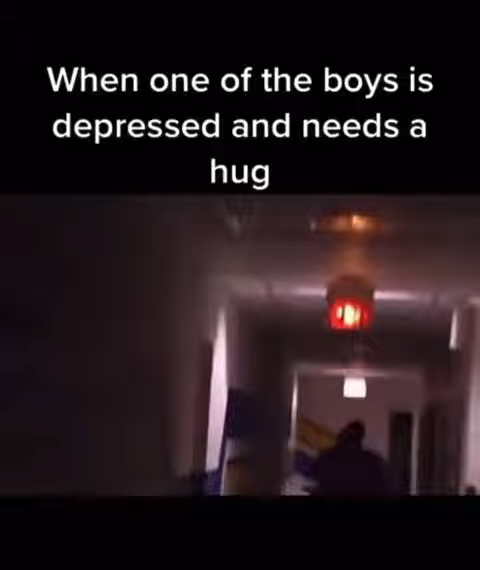 When one of the boys is
depressed and needs a
hug